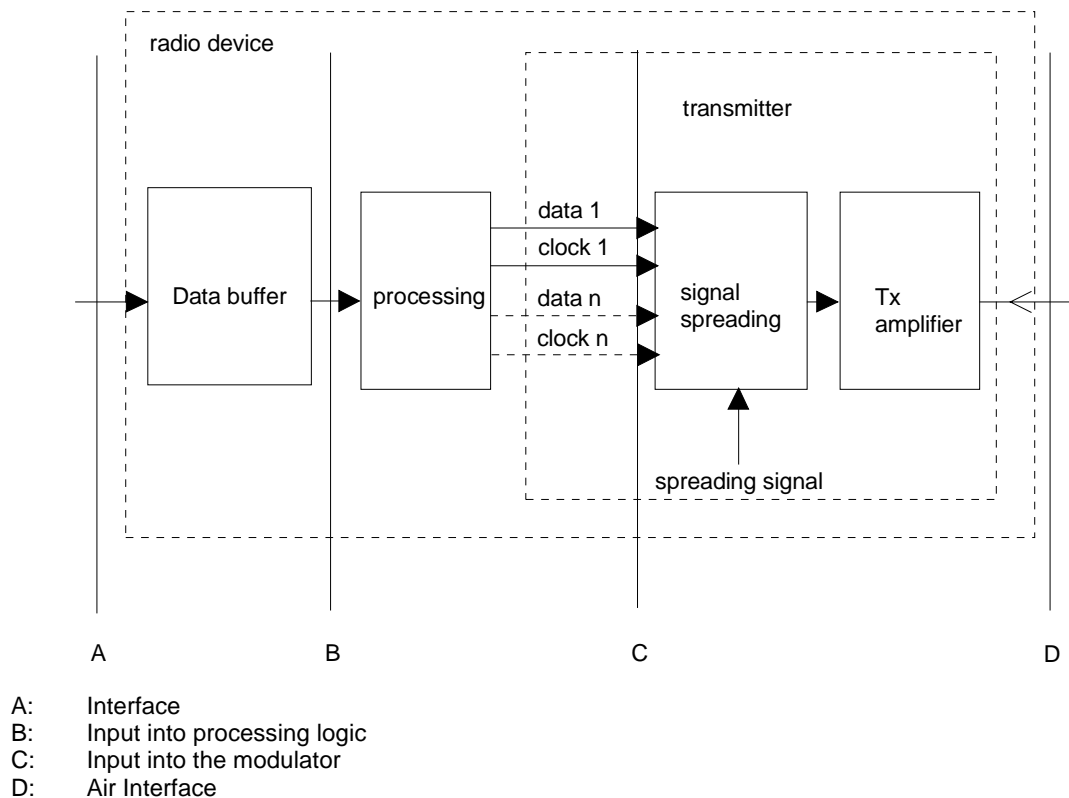 radio device
transmitter
data 1
clock 1
Data buffer
processing
data n
clock n
signal
spreading
Tx
amplifier
spreading signal
A
B
C
D
A: Interface
B: Input into processing logic
C: Input into the modulator
D: Air Interface